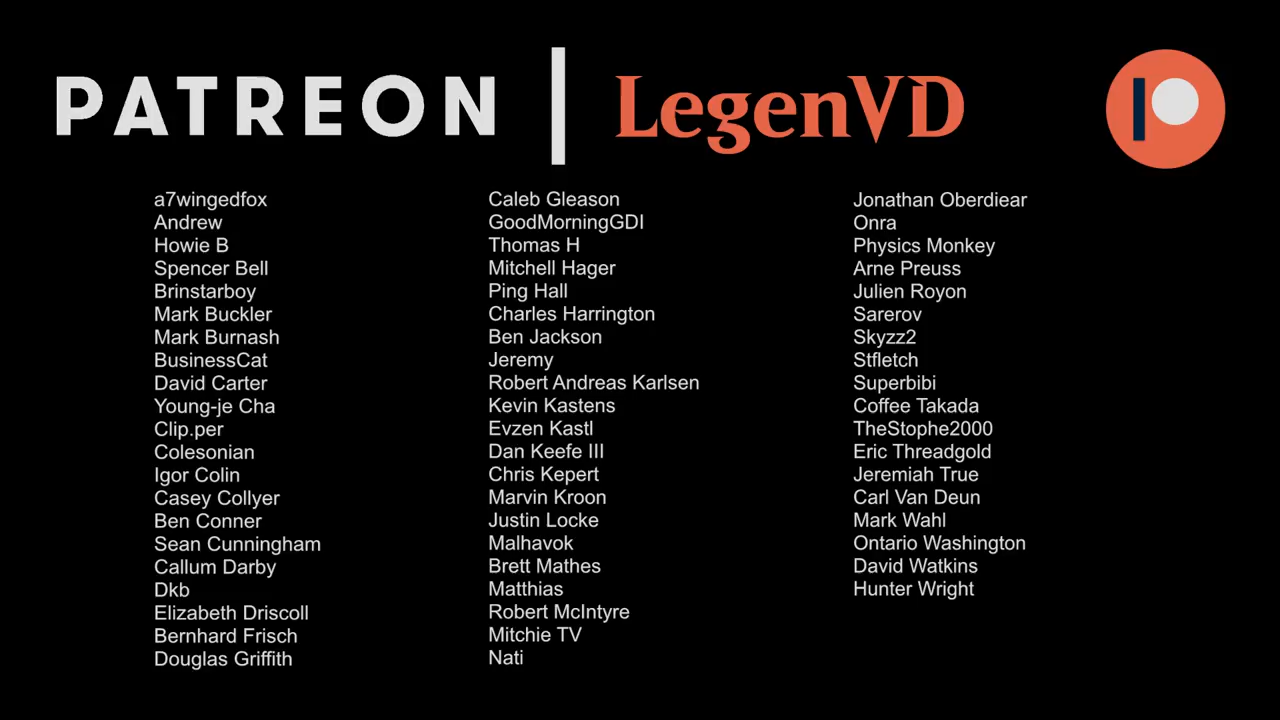 PATREON | LegenVD
a7wingedfox
Andrew
Howie B
Spencer Bell
Brinstarboy
Mark Buckler
Mark Burnash
BusinessCat
David Carter
Young-je Cha
Clip.per
Colesonian
Igor Colin
Casey Collyer
Ben Conner
Sean Cunningham
Callum Darby
Dkb
Elizabeth Driscoll
Bernhard Frisch
Douglas Griffith
Caleb Gleason
GoodMorningGDI
Thomas H
Mitchell Hager
Ping Hall
Charles Harrington
Ben Jackson
Jeremy
Robert Andreas Karlsen
Kevin Kastens
Evzen Kastl
Dan Keefe III
Chris Kepert
Marvin Kroon
Justin Locke
Malhavok
Brett Mathes
Matthias
Robert McIntyre
Mitchie TV
Nati
Jonathan Oberdiear
Onra
Physics Monkey
Arne Preuss
Julien Royon
Sarerov
Skyzz2
Stfletch
Superbibi
Coffee Takada
TheStophe2000
Eric Threadgold
Jeremiah True
Carl Van Deun
Mark Wahl
Ontario Washington
David Watkins
Hunter Wright